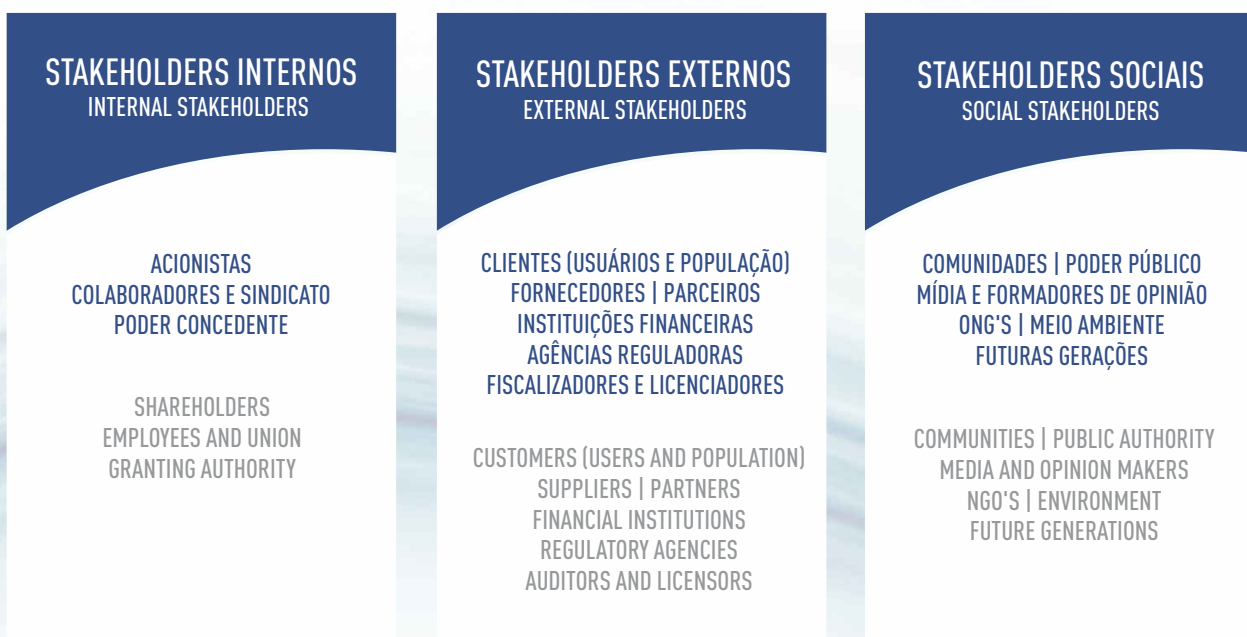 STAKEHOLDERS INTERNOS
INTERNAL STAKEHOLDERS
ACIONISTAS
COLABORADORES E SINDICATO
PODER CONCEDENTE
SHAREHOLDERS
EMPLOYEES AND UNION
GRANTING AUTHORITY
STAKEHOLDERS EXTERNOS
EXTERNAL STAKEHOLDERS
CLIENTES (USUÁRIOS E POPULAÇÃO)
FORNECEDORES | PARCEIROS
INSTITUIÇÕES FINANCEIRAS
AGÊNCIAS REGULADORAS
FISCALIZADORES E LICENCIADORES
CUSTOMERS (USERS AND POPULATION)
SUPPLIERS | PARTNERS
FINANCIAL INSTITUTIONS
REGULATORY AGENCIES
AUDITORS AND LICENSORS
STAKEHOLDERS SOCIAIS
SOCIAL STAKEHOLDERS
COMUNIDADES | PODER PÚBLICO
MÍDIA E FORMADORES DE OPINIÃO
ONG'S | MEIO AMBIENTE
FUTURAS GERAÇÕES
COMMUNITIES | PUBLIC AUTHORITY
MEDIA AND OPINION MAKERS
NGO'S | ENVIRONMENT
FUTURE GENERATIONS